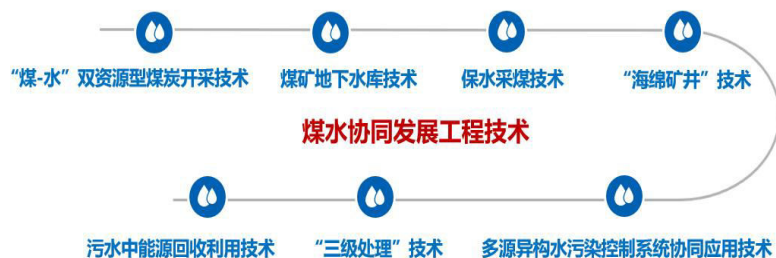 “煤-水”双资源型煤炭开采技术
煤矿地下水库技术
保水采煤技术
“海绵矿井”技术
煤水协同发展工程技术
污水中能源回收利用技术
“三级处理”技术
多源异构水污染控制系统协同应用技术